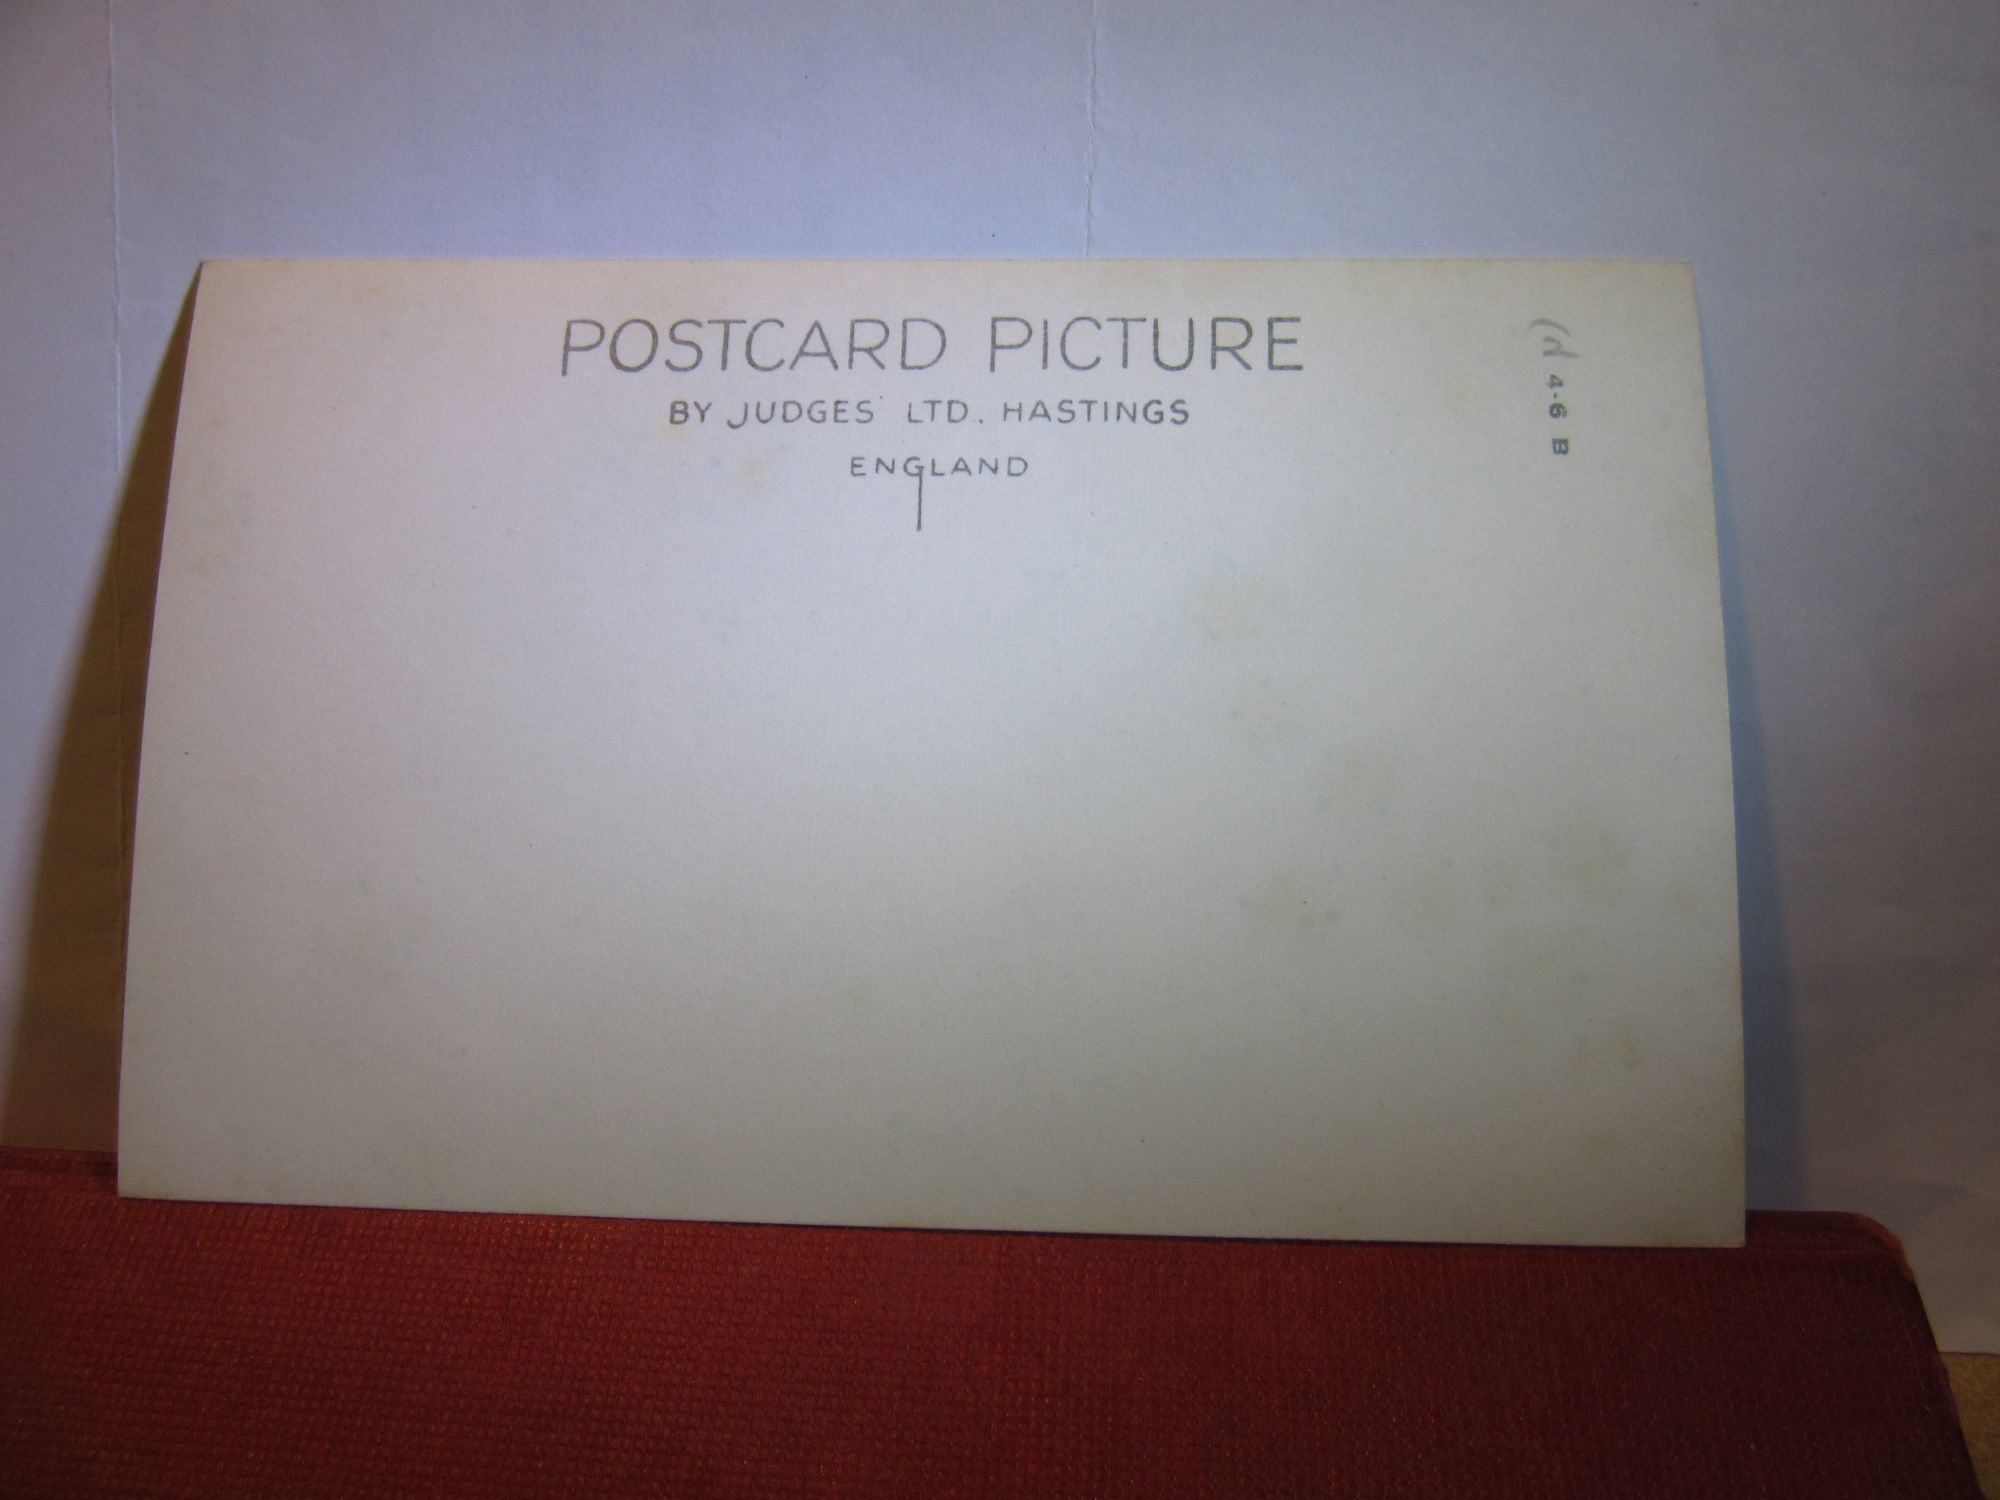 POSTCARD PICTURE
BY JUDGES' LTD., HASTINGS
ENGLAND
4-6 B